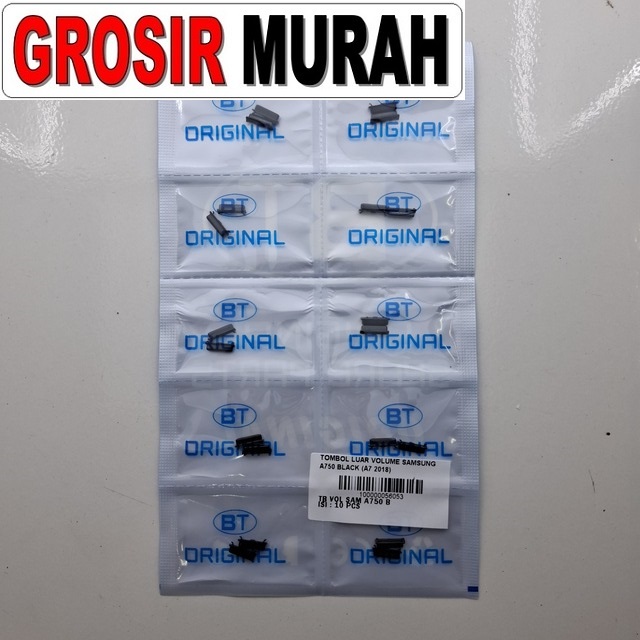 GROSIR MURAH
BT
ORIGINAL
BT
ORIGINAL
BT
ORIGINAL
BT
ORIGINAL
BT
ORIGINAL
BT
ORIGINAL
BT
ORIGINAL
BT
ORIGINAL
TOMBOL LUAR VOLUME SAMSUNG
A750 BLACK (A7 2018)
100000056053
TB VOL SAM A750 B
ISI : 10 PCS
BT
ORIGINAL
BT
ORIGINAL